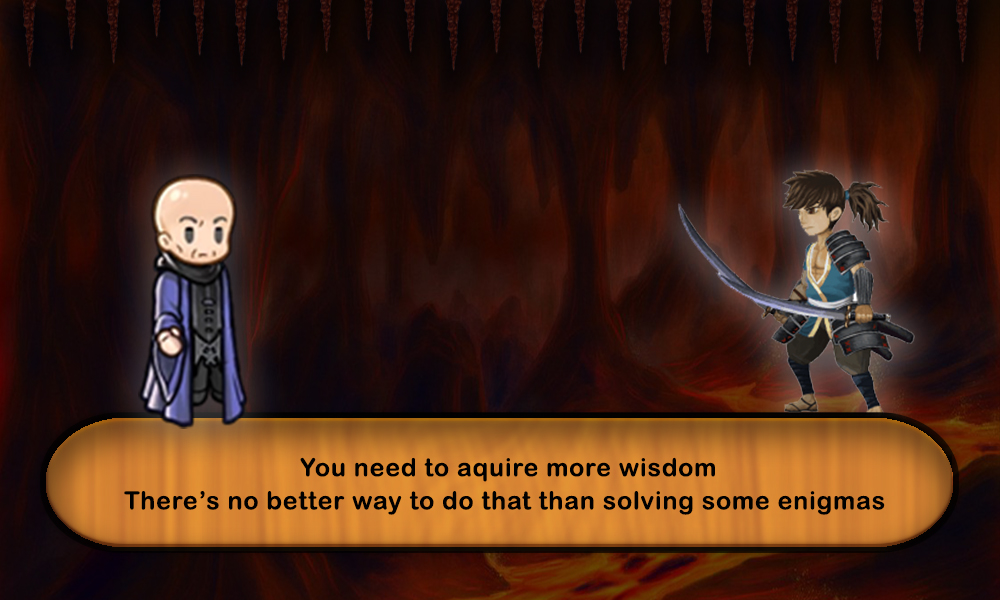 You need to aquire more wisdom
There's no better way to do that than solving some enigmas